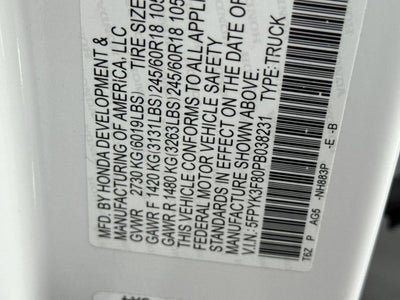 MFD. BY HONDA DEVELOPMENT &
MANUFACTURING OF AMERICA, LLC
GVWR 2730 KG(6019LBS)
GAWR F 1420 KG(3131LBS) 245/60R18 105
GAWR R 1480 KG(3263LBS) 245/60R18 105
THIS VEHICLE CONFORMS TO ALL APPLI
FEDERAL MOTOR VEHICLE SAFETY
STANDARDS IN EFFECT ON THE DATE OF
MANUFACTURE SHOWN ABOVE.
V.I.N.: 5FPYK3F80PB038231 TYPE:TRUCK
T6Z P AG5 -NH883P -E -B